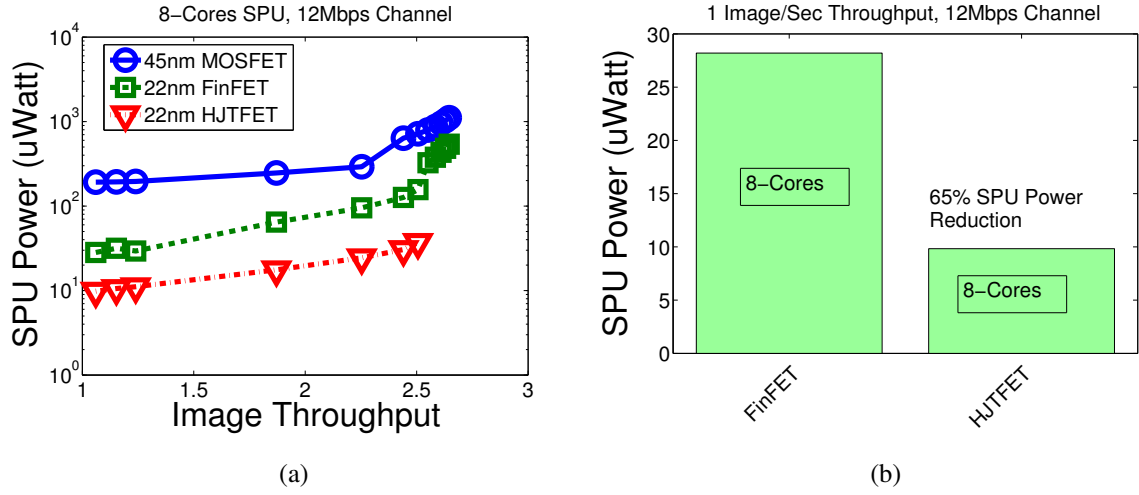 8-Cores SPU, 12Mbps Channel
10^4
10^3
10^2
10^1
10^0
SPU Power (uWatt)
45nm MOSFET
22nm FinFET
22nm HJTFET
1
1.5
2
2.5
3
Image Throughput
(a)
1 Image/Sec Throughput, 12Mbps Channel
30
25
20
15
10
5
0
SPU Power (uWatt)
8-Cores
65% SPU Power
Reduction
8-Cores
FinFET
HJTFET
(b)